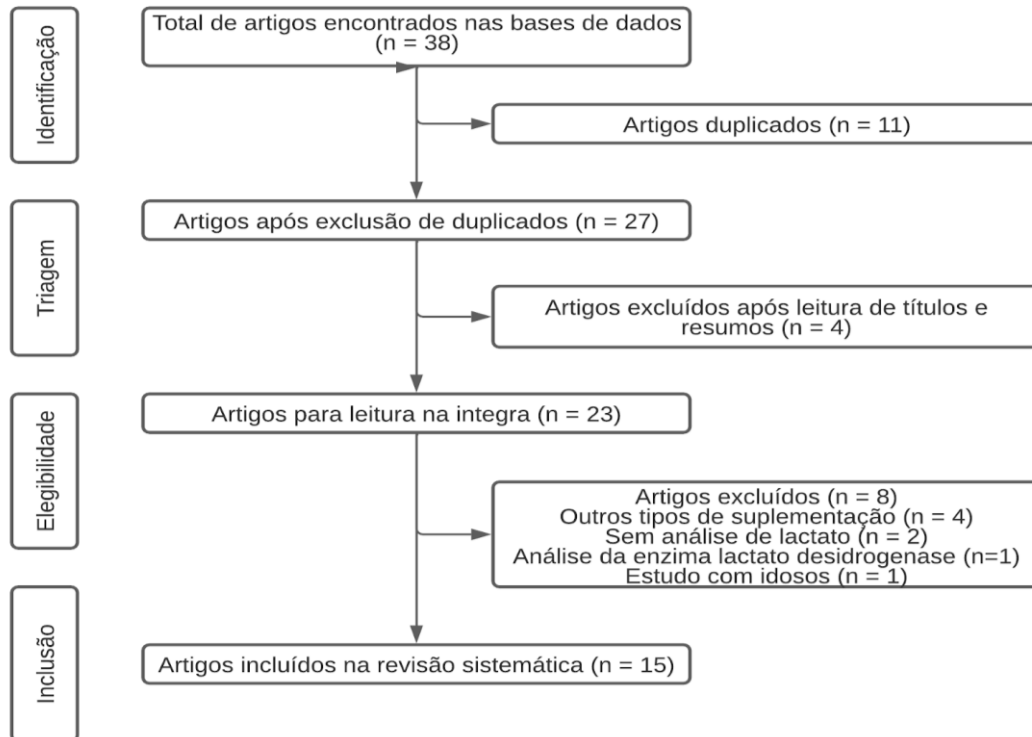 Identificação
Total de artigos encontrados nas bases de dados
(n = 38)
Artigos duplicados (n = 11)
Triagem
Artigos após exclusão de duplicados (n = 27)
Artigos excluídos após leitura de títulos e
resumos (n = 4)
Elegibilidade
Artigos para leitura na integra (n = 23)
Artigos excluídos (n = 8)
Outros tipos de suplementação (n = 4)
Sem análise de lactato (n = 2)
Análise da enzima lactato desidrogenase (n=1)
Estudo com idosos (n = 1)
Inclusão
Artigos incluídos na revisão sistemática (n = 15)